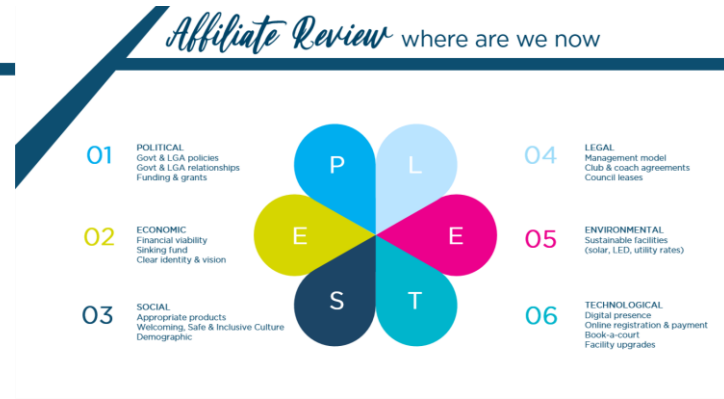 Affiliate Review where are we now
01
POLITICAL
Govt & LGA policies
Govt & LGA relationships
Funding & grants
02
ECONOMIC
Financial viability
Sinking fund
Clear identity & vision
03
SOCIAL
Appropriate products
Welcoming, Safe & Inclusive Culture
Demographic
P
L
E
E
S
T
04
LEGAL
Management model
Club & coach agreements
Council leases
05
ENVIRONMENTAL
Sustainable facilities
(solar, LED, utility rates)
06
TECHNOLOGICAL
Digital presence
Online registration & payment
Book-a-court
Facility upgrades